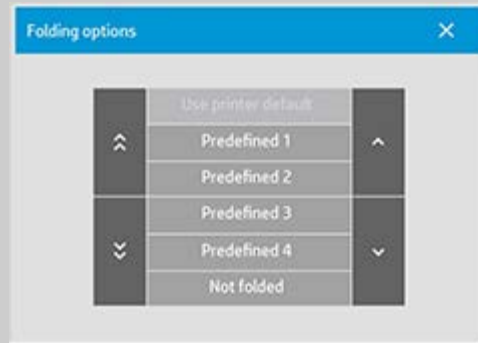 Folding options
Use printer default
Predefined 1
Predefined 2
Predefined 3
Predefined 4
Not folded